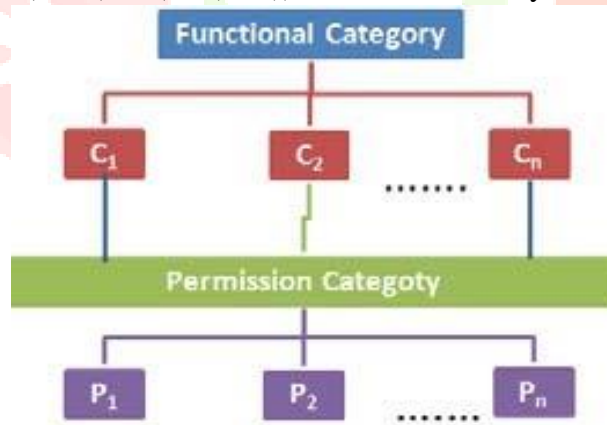 Functional Category
C₁ C₂ ....... Cₙ
Permission Categoty
P₁ P₂ ....... Pₙ